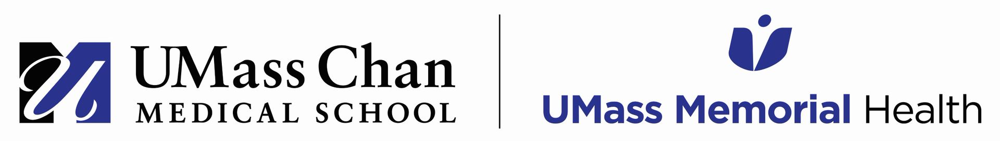 UMass Chan
MEDICAL SCHOOL
UMass Memorial Health